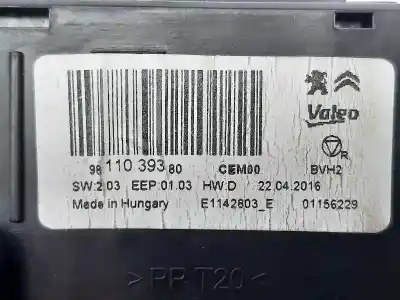 Valeo
98 110 393 80 CEM00 BVH2
R
SW:2.03 EEP:01.03 HW:D 22.04.2016
Made in Hungary E1142803_E 01156229
>PP-T20<